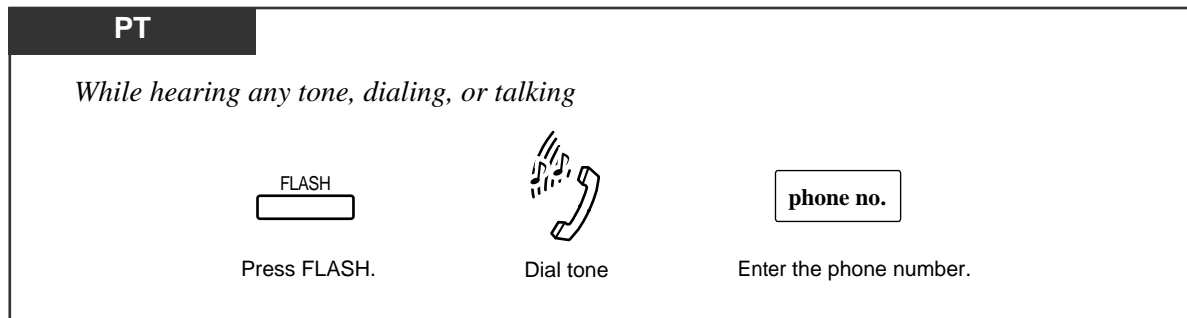 PT
While hearing any tone, dialing, or talking
FLASH
phone no.
Press FLASH.
Dial tone
Enter the phone number.